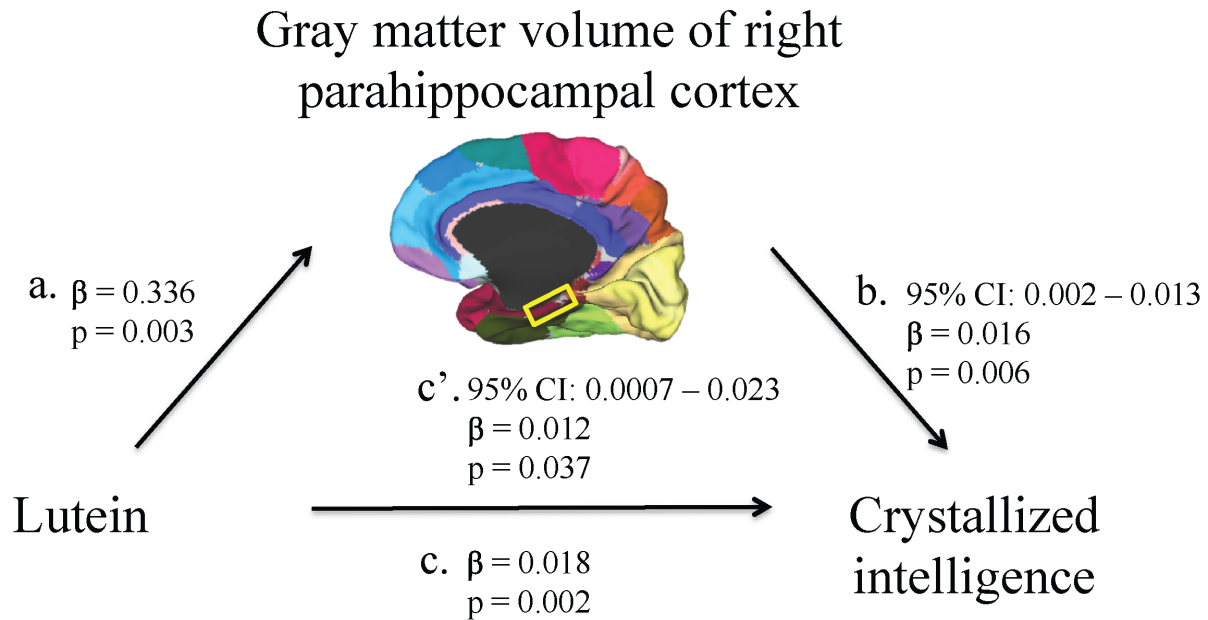 Gray matter volume of right
parahippocampal cortex
a. β = 0.336
p = 0.003
b. 95% CI: 0.002 – 0.013
β = 0.016
p = 0.006
c’. 95% CI: 0.0007 – 0.023
β = 0.012
p = 0.037
Lutein
Crystallized
intelligence
c. β = 0.018
p = 0.002